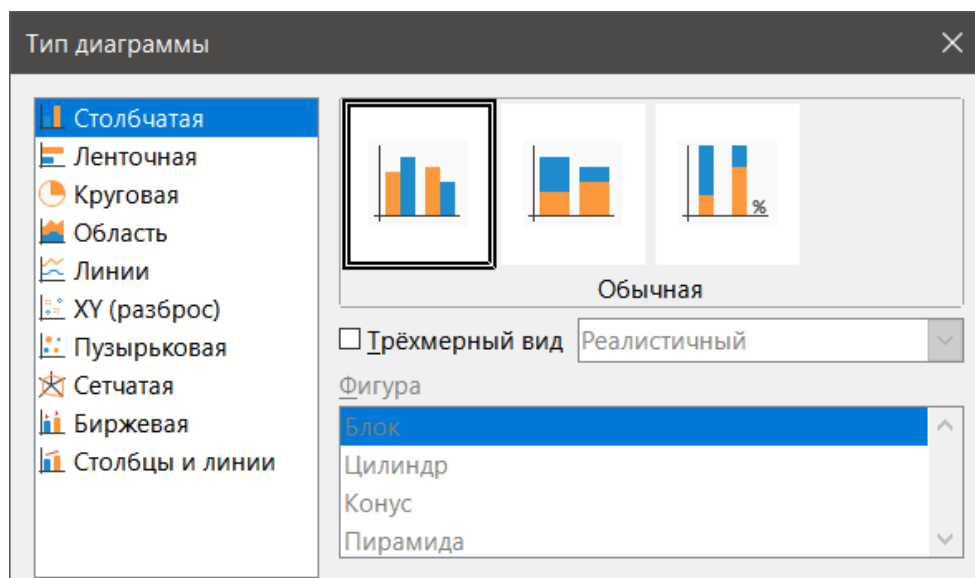 Тип диаграммы
Столбчатая
Ленточная
Круговая
Область
Линии
XY (разброс)
Пузырьковая
Сетчатая
Биржевая
Столбцы и линии
%
Обычная
Трёхмерный вид
Реалистичный
Фигура
Блок
Цилиндр
Конус
Пирамида